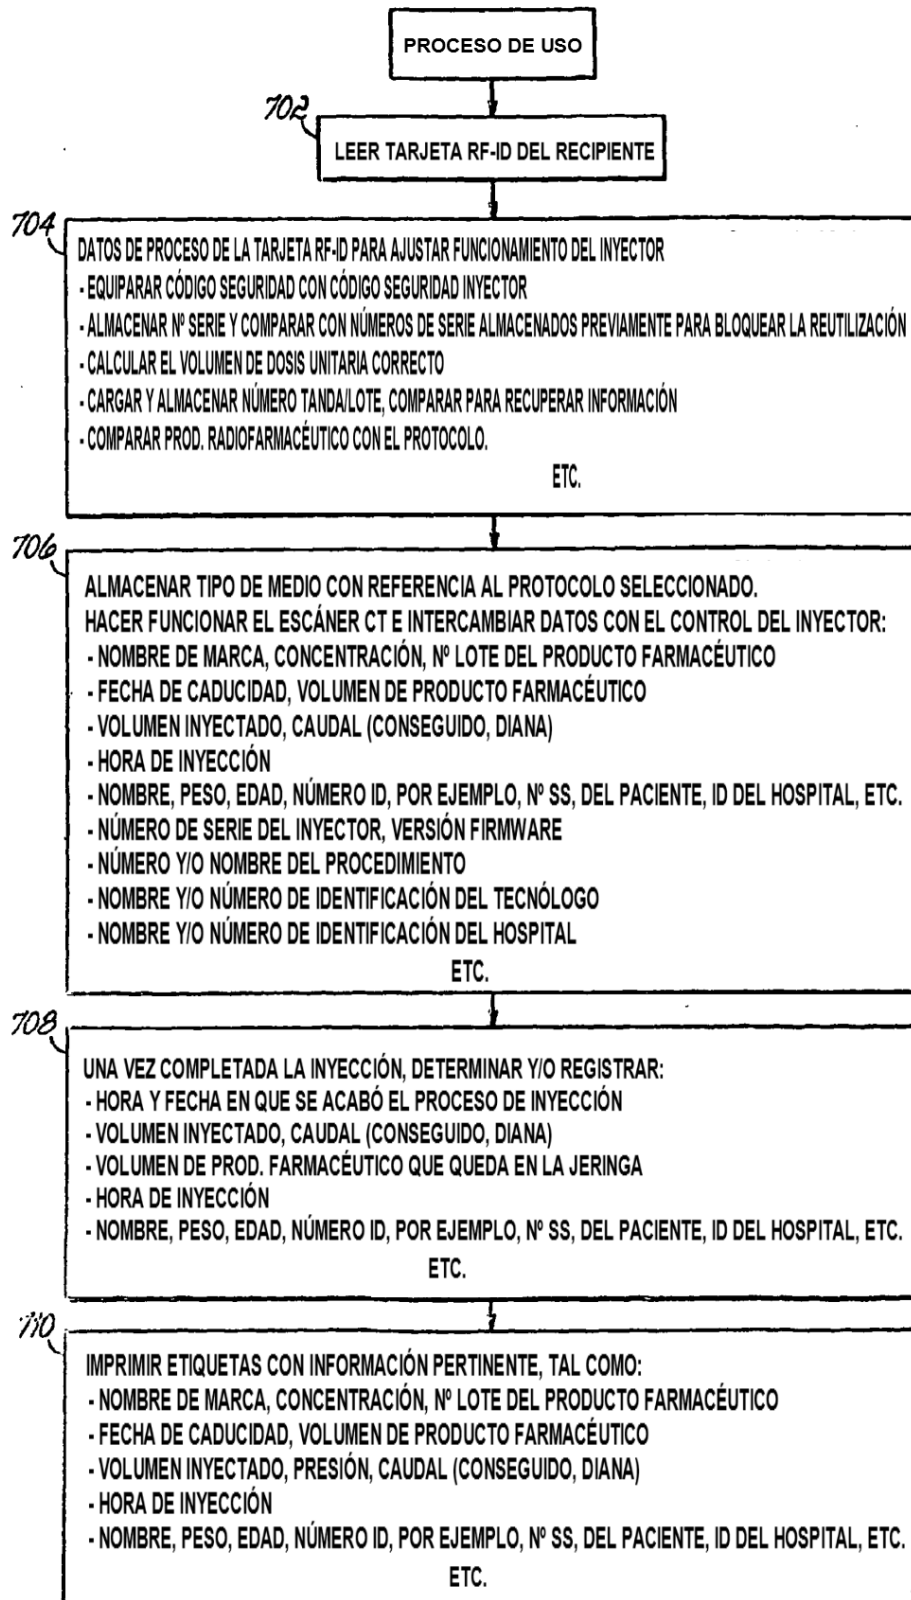 PROCESO DE USO
702
LEER TARJETA RF-ID DEL RECIPIENTE
704
DATOS DE PROCESO DE LA TARJETA RF-ID PARA AJUSTAR FUNCIONAMIENTO DEL INYECTOR
- EQUIPARAR CÓDIGO SEGURIDAD CON CÓDIGO SEGURIDAD INYECTOR
- ALMACENAR Nº SERIE Y COMPARAR CON NÚMEROS DE SERIE ALMACENADOS PREVIAMENTE PARA BLOQUEAR LA REUTILIZACIÓN
- CALCULAR EL VOLUMEN DE DOSIS UNITARIA CORRECTO
- CARGAR Y ALMACENAR NÚMERO TANDA/LOTE, COMPARAR PARA RECUPERAR INFORMACIÓN
- COMPARAR PROD. RADIOFARMACÉUTICO CON EL PROTOCOLO.
ETC.
706
ALMACENAR TIPO DE MEDIO CON REFERENCIA AL PROTOCOLO SELECCIONADO.
HACER FUNCIONAR EL ESCÁNER CT E INTERCAMBIAR DATOS CON EL CONTROL DEL INYECTOR:
- NOMBRE DE MARCA, CONCENTRACIÓN, Nº LOTE DEL PRODUCTO FARMACÉUTICO
- FECHA DE CADUCIDAD, VOLUMEN DE PRODUCTO FARMACÉUTICO
- VOLUMEN INYECTADO, CAUDAL (CONSEGUIDO, DIANA)
- HORA DE INYECCIÓN
- NOMBRE, PESO, EDAD, NÚMERO ID, POR EJEMPLO, Nº SS, DEL PACIENTE, ID DEL HOSPITAL, ETC.
- NÚMERO DE SERIE DEL INYECTOR, VERSIÓN FIRMWARE
- NÚMERO Y/O NOMBRE DEL PROCEDIMIENTO
- NOMBRE Y/O NÚMERO DE IDENTIFICACIÓN DEL TECNÓLOGO
- NOMBRE Y/O NÚMERO DE IDENTIFICACIÓN DEL HOSPITAL
ETC.
708
UNA VEZ COMPLETADA LA INYECCIÓN, DETERMINAR Y/O REGISTRAR:
- HORA Y FECHA EN QUE SE ACABÓ EL PROCESO DE INYECCIÓN
- VOLUMEN INYECTADO, CAUDAL (CONSEGUIDO, DIANA)
- VOLUMEN DE PROD. FARMACÉUTICO QUE QUEDA EN LA JERINGA
- HORA DE INYECCIÓN
- NOMBRE, PESO, EDAD, NÚMERO ID, POR EJEMPLO, Nº SS, DEL PACIENTE, ID DEL HOSPITAL, ETC.
ETC.
710
IMPRIMIR ETIQUETAS CON INFORMACIÓN PERTINENTE, TAL COMO:
- NOMBRE DE MARCA, CONCENTRACIÓN, Nº LOTE DEL PRODUCTO FARMACÉUTICO
- FECHA DE CADUCIDAD, VOLUMEN DE PRODUCTO FARMACÉUTICO
- VOLUMEN INYECTADO, PRESIÓN, CAUDAL (CONSEGUIDO, DIANA)
- HORA DE INYECCIÓN
- NOMBRE, PESO, EDAD, NÚMERO ID, POR EJEMPLO, Nº SS, DEL PACIENTE, ID DEL HOSPITAL, ETC.
ETC.